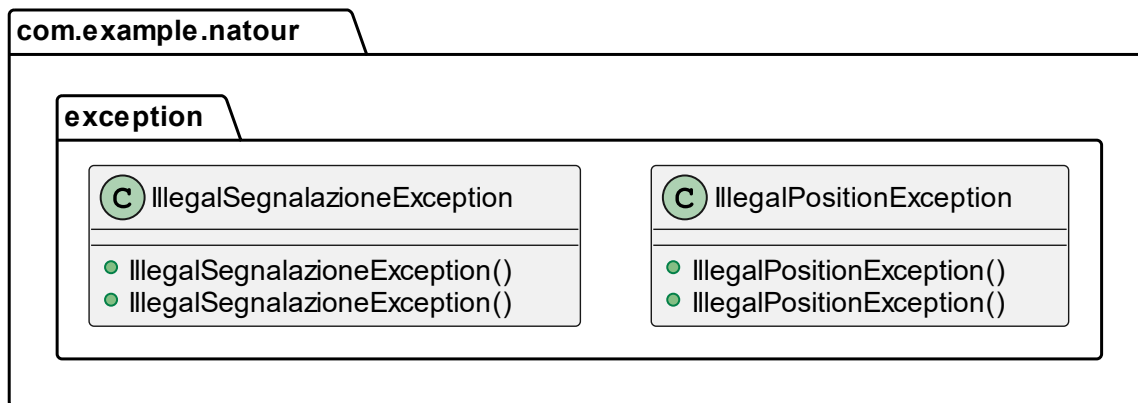 com.example.natour
exception
C IllegalSegnalazioneException
C IllegalPositionException
IllegalSegnalazioneException()
IllegalSegnalazioneException()
IllegalPositionException()
IllegalPositionException()